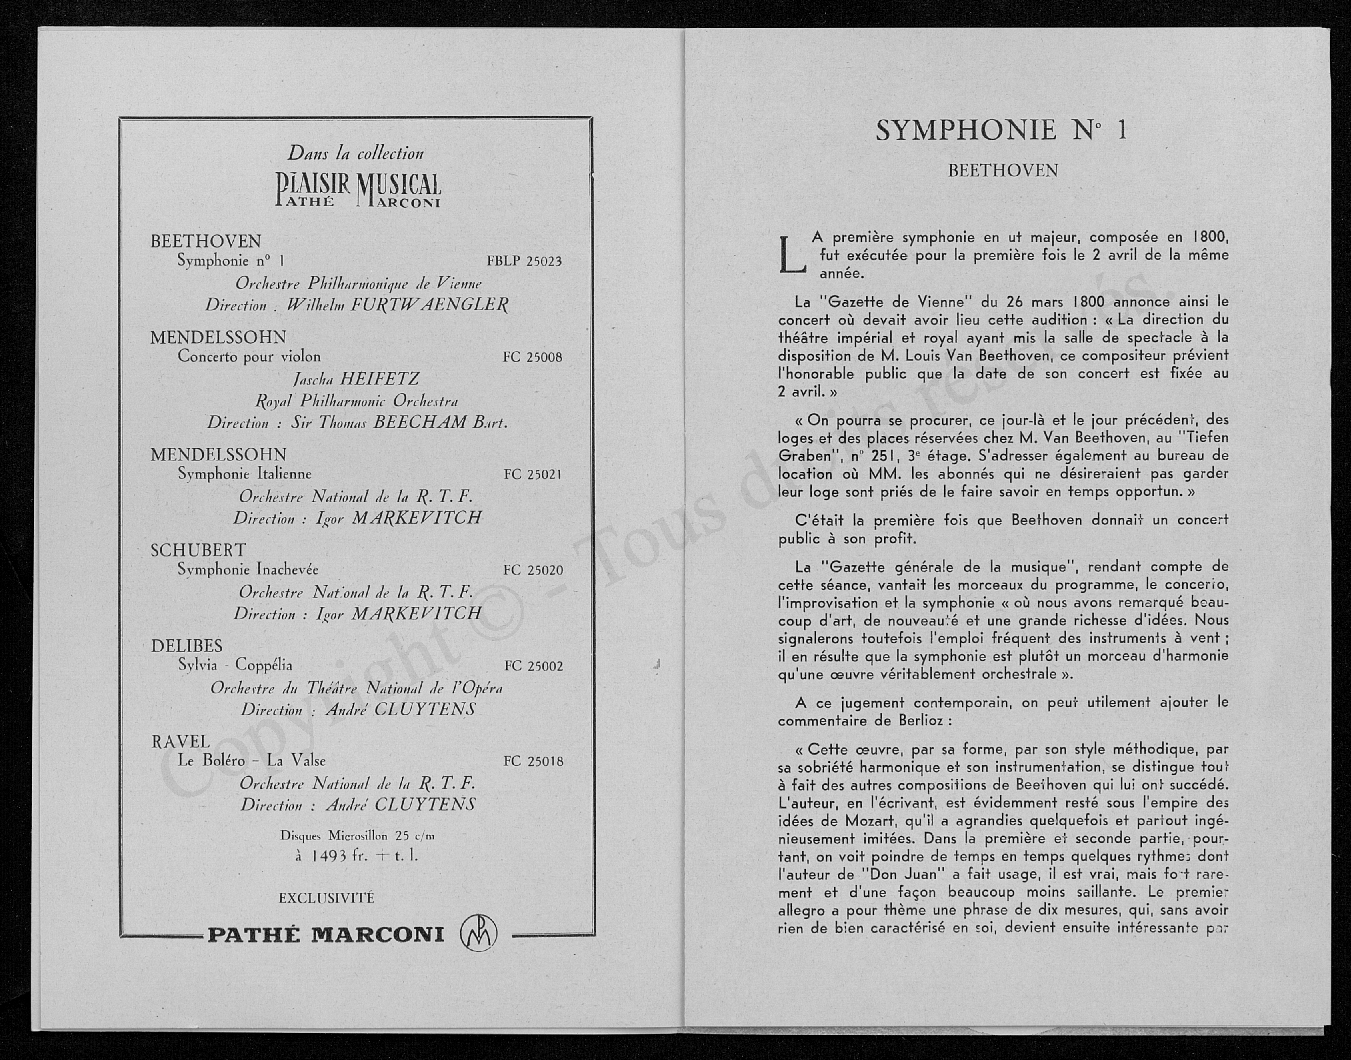 Dans la collection
PLAISIR MUSICAL
PATHÉ MARCONI
BEETHOVEN
Symphonie n° 1 FBLP 25023
Orchestre Philharmonique de Vienne
Direction : Wilhelm FURTWAENGLER
MENDELSSOHN
Concerto pour violon FC 25008
Jascha HEIFETZ
Royal Philharmonic Orchestra
Direction : Sir Thomas BEECHAM Bart.
MENDELSSOHN
Symphonie Italienne FC 25021
Orchestre National de la R. T. F.
Direction : Igor MARKEVITCH
SCHUBERT
Symphonie Inachevée FC 25020
Orchestre National de la R. T. F.
Direction : Igor MARKEVITCH
DELIBES
Sylvia - Coppélia FC 25002
Orchestre du Théâtre National de l'Opéra
Direction : André CLUYTENS
RAVEL
Le Boléro - La Valse FC 25018
Orchestre National de la R. T. F.
Direction : André CLUYTENS
Disques Microsillon 25 c/m
à 1493 fr. + t. l.
EXCLUSIVITÉ
PATHÉ MARCONI
SYMPHONIE N° 1
BEETHOVEN
LA première symphonie en ut majeur, composée en 1800,
fut exécutée pour la première fois le 2 avril de la même
année.
La "Gazette de Vienne" du 26 mars 1800 annonce ainsi le
concert où devait avoir lieu cette audition : « La direction du
théâtre impérial et royal ayant mis la salle de spectacle à la
disposition de M. Louis Van Beethoven, ce compositeur prévient
l'honorable public que la date de son concert est fixée au
2 avril. »
« On pourra se procurer, ce jour-là et le jour précédent, des
loges et des places réservées chez M. Van Beethoven, au "Tiefen
Graben", n° 251, 3e étage. S'adresser également au bureau de
location où MM. les abonnés qui ne désireraient pas garder
leur loge sont priés de le faire savoir en temps opportun. »
C'était la première fois que Beethoven donnait un concert
public à son profit.
La "Gazette générale de la musique", rendant compte de
cette séance, vantait les morceaux du programme, le concerto,
l'improvisation et la symphonie « où nous avons remarqué beau-
coup d'art, de nouveauté et une grande richesse d'idées. Nous
signalerons toutefois l'emploi fréquent des instruments à vent ;
il en résulte que la symphonie est plutôt un morceau d'harmonie
qu'une œuvre véritablement orchestrale ».
A ce jugement contemporain, on peut utilement ajouter le
commentaire de Berlioz :
« Cette œuvre, par sa forme, par son style méthodique, par
sa sobriété harmonique et son instrumentation, se distingue tout
à fait des autres compositions de Beethoven qui lui ont succédé.
L'auteur, en l'écrivant, est évidemment resté sous l'empire des
idées de Mozart, qu'il a agrandies quelquefois et partout ingé-
nieusement imitées. Dans la première et seconde partie, pour-
tant, on voit poindre de temps en temps quelques rythmes dont
l'auteur de "Don Juan" a fait usage, il est vrai, mais fort rare-
ment et d'une façon beaucoup moins saillante. Le premier
allegro a pour thème une phrase de dix mesures, qui, sans avoir
rien de bien caractérisé en soi, devient ensuite intéressante par
Copyright © - Tous droits réservés.